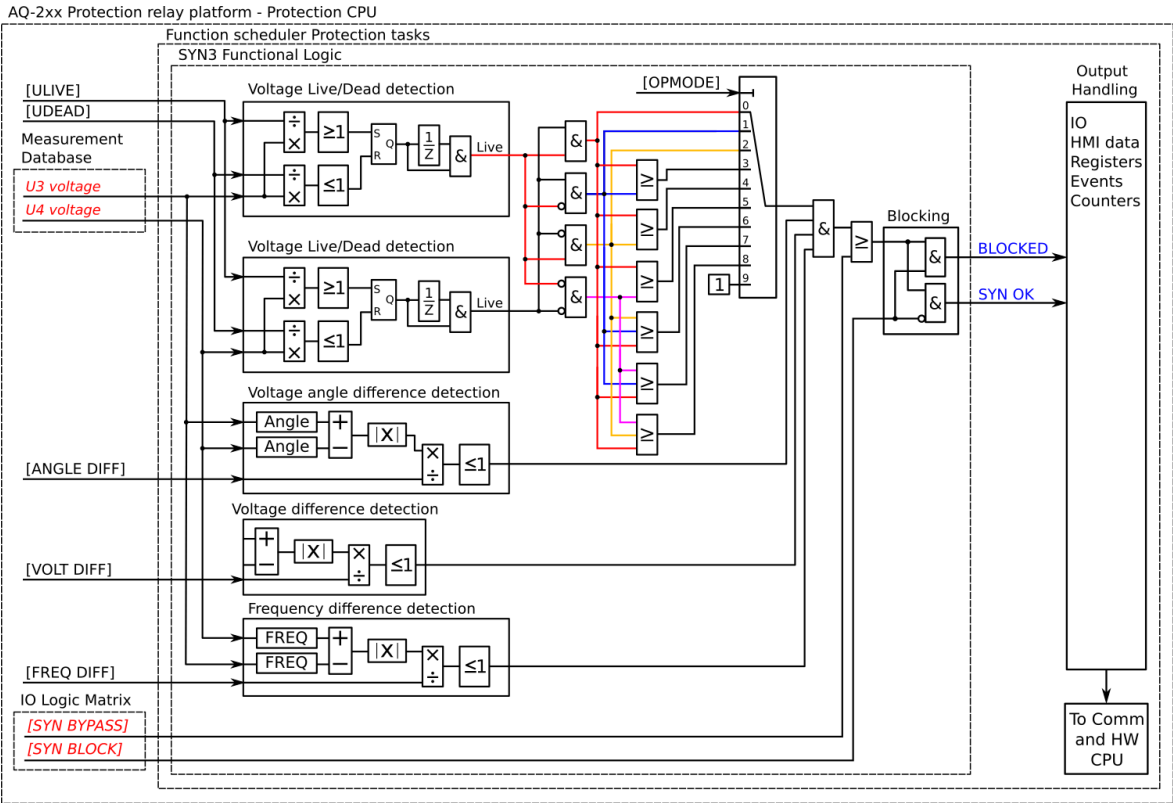 AQ-2xx Protection relay platform - Protection CPU
Function scheduler Protection tasks
SYN3 Functional Logic
[ULIVE]
[UDEAD]
Measurement
Database
U3 voltage
U4 voltage
Voltage Live/Dead detection
÷
×
≥1
÷
×
≤1
S
Q
R
1
Z
&
Live
Voltage Live/Dead detection
÷
×
≥1
÷
×
≤1
S
Q
R
1
Z
&
Live
&
&
&
&
≥
≥
≥
≥
≥
≥
[OPMODE]
0
1
2
3
4
5
6
7
8
9
1
&
≥
Blocking
&
&
BLOCKED
SYN OK
Output
Handling
IO
HMI data
Registers
Events
Counters
To Comm
and HW
CPU
Voltage angle difference detection
Angle
Angle
+
−
|X|
×
÷
≤1
[ANGLE DIFF]
Voltage difference detection
+
−
|X|
×
÷
≤1
[VOLT DIFF]
Frequency difference detection
FREQ
FREQ
+
−
|X|
×
÷
≤1
[FREQ DIFF]
IO Logic Matrix
[SYN BYPASS]
[SYN BLOCK]